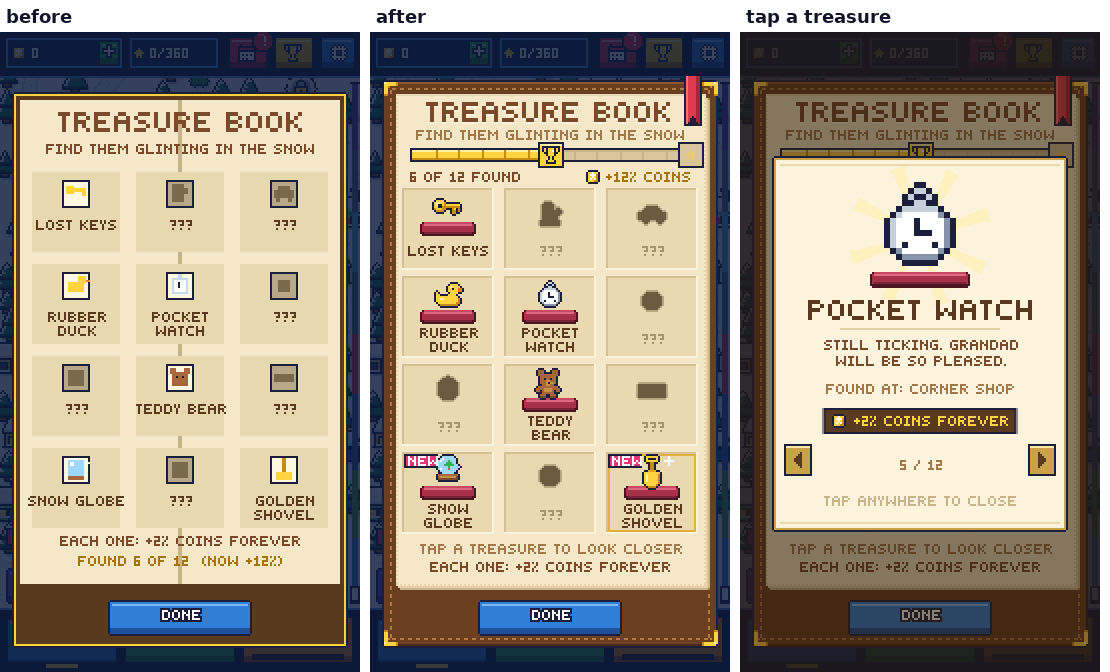 before
0
0/360
!
TREASURE BOOK
FIND THEM GLINTING IN THE SNOW
LOST KEYS
???
???
RUBBER DUCK
POCKET WATCH
???
???
TEDDY BEAR
???
SNOW GLOBE
???
GOLDEN SHOVEL
EACH ONE: +2% COINS FOREVER
FOUND 6 OF 12 (NOW +12%)
DONE
after
0
0/360
!
TREASURE BOOK
FIND THEM GLINTING IN THE SNOW
6 OF 12 FOUND
+12% COINS
LOST KEYS
???
???
RUBBER DUCK
POCKET WATCH
???
???
TEDDY BEAR
???
NEW
SNOW GLOBE
???
NEW
GOLDEN SHOVEL
TAP A TREASURE TO LOOK CLOSER
EACH ONE: +2% COINS FOREVER
DONE
tap a treasure
0
0/360
!
TREASURE BOOK
FIND THEM GLINTING IN THE SNOW
POCKET WATCH
STILL TICKING. GRANDAD
WILL BE SO PLEASED.
FOUND AT: CORNER SHOP
+2% COINS FOREVER
5 / 12
TAP ANYWHERE TO CLOSE
TAP A TREASURE TO LOOK CLOSER
EACH ONE: +2% COINS FOREVER
DONE